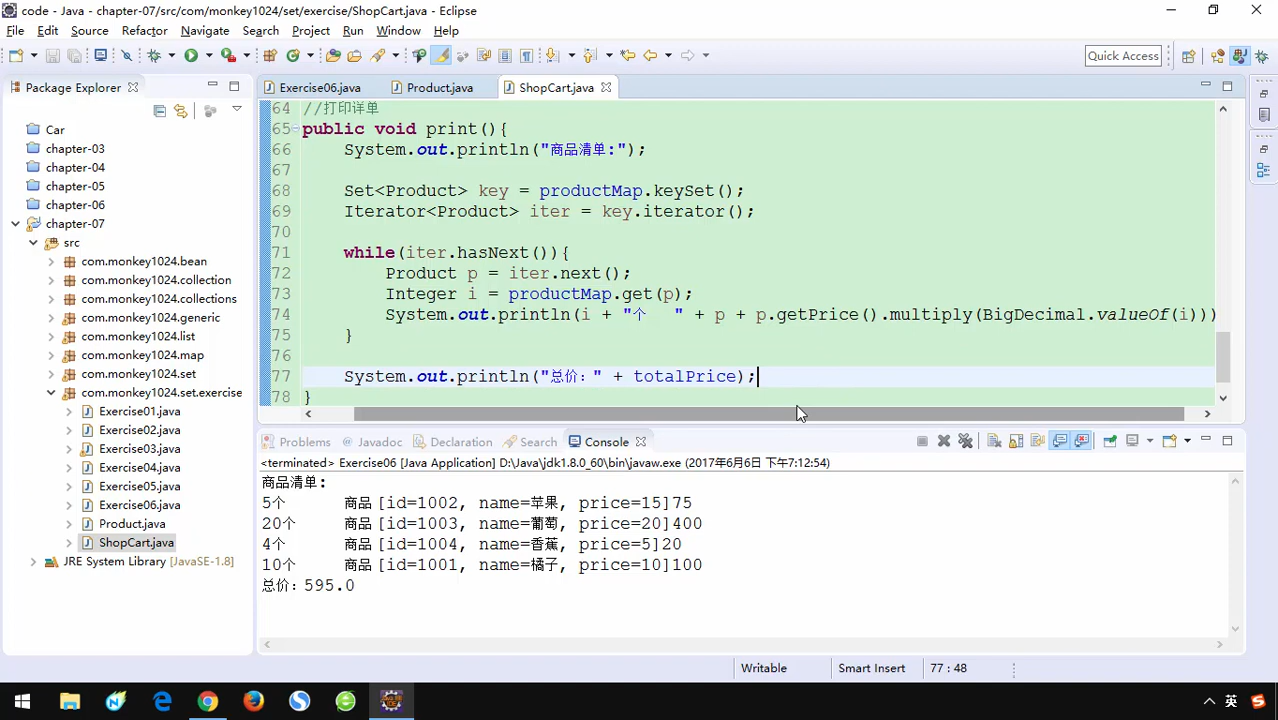 code - Java - chapter-07/src/com/monkey1024/set/exercise/ShopCart.java - Eclipse
File Edit Source Refactor Navigate Search Project Run Window Help
Quick Access
Package Explorer
Exercise06.java Product.java ShopCart.java
Car
chapter-03
chapter-04
chapter-05
chapter-06
chapter-07
src
com.monkey1024.bean
com.monkey1024.collection
com.monkey1024.collections
com.monkey1024.generic
com.monkey1024.list
com.monkey1024.map
com.monkey1024.set
com.monkey1024.set.exercise
Exercise01.java
Exercise02.java
Exercise03.java
Exercise04.java
Exercise05.java
Exercise06.java
Product.java
ShopCart.java
JRE System Library [JavaSE-1.8]
64 //打印详单
65 public void print(){
66 System.out.println("商品清单:");
67
68 Set<Product> key = productMap.keySet();
69 Iterator<Product> iter = key.iterator();
70
71 while(iter.hasNext()){
72 Product p = iter.next();
73 Integer i = productMap.get(p);
74 System.out.println(i + "个   " + p + p.getPrice().multiply(BigDecimal.valueOf(i)))
75 }
76
77 System.out.println("总价：" + totalPrice);
78 }
Problems Javadoc Declaration Search Console
<terminated> Exercise06 [Java Application] D:\Java\jdk1.8.0_60\bin\javaw.exe (2017年6月6日 下午7:12:54)
商品清单:
5个 商品 [id=1002, name=苹果, price=15]75
20个 商品 [id=1003, name=葡萄, price=20]400
4个 商品 [id=1004, name=香蕉, price=5]20
10个 商品 [id=1001, name=橘子, price=10]100
总价：595.0
Writable Smart Insert 77 : 48
英